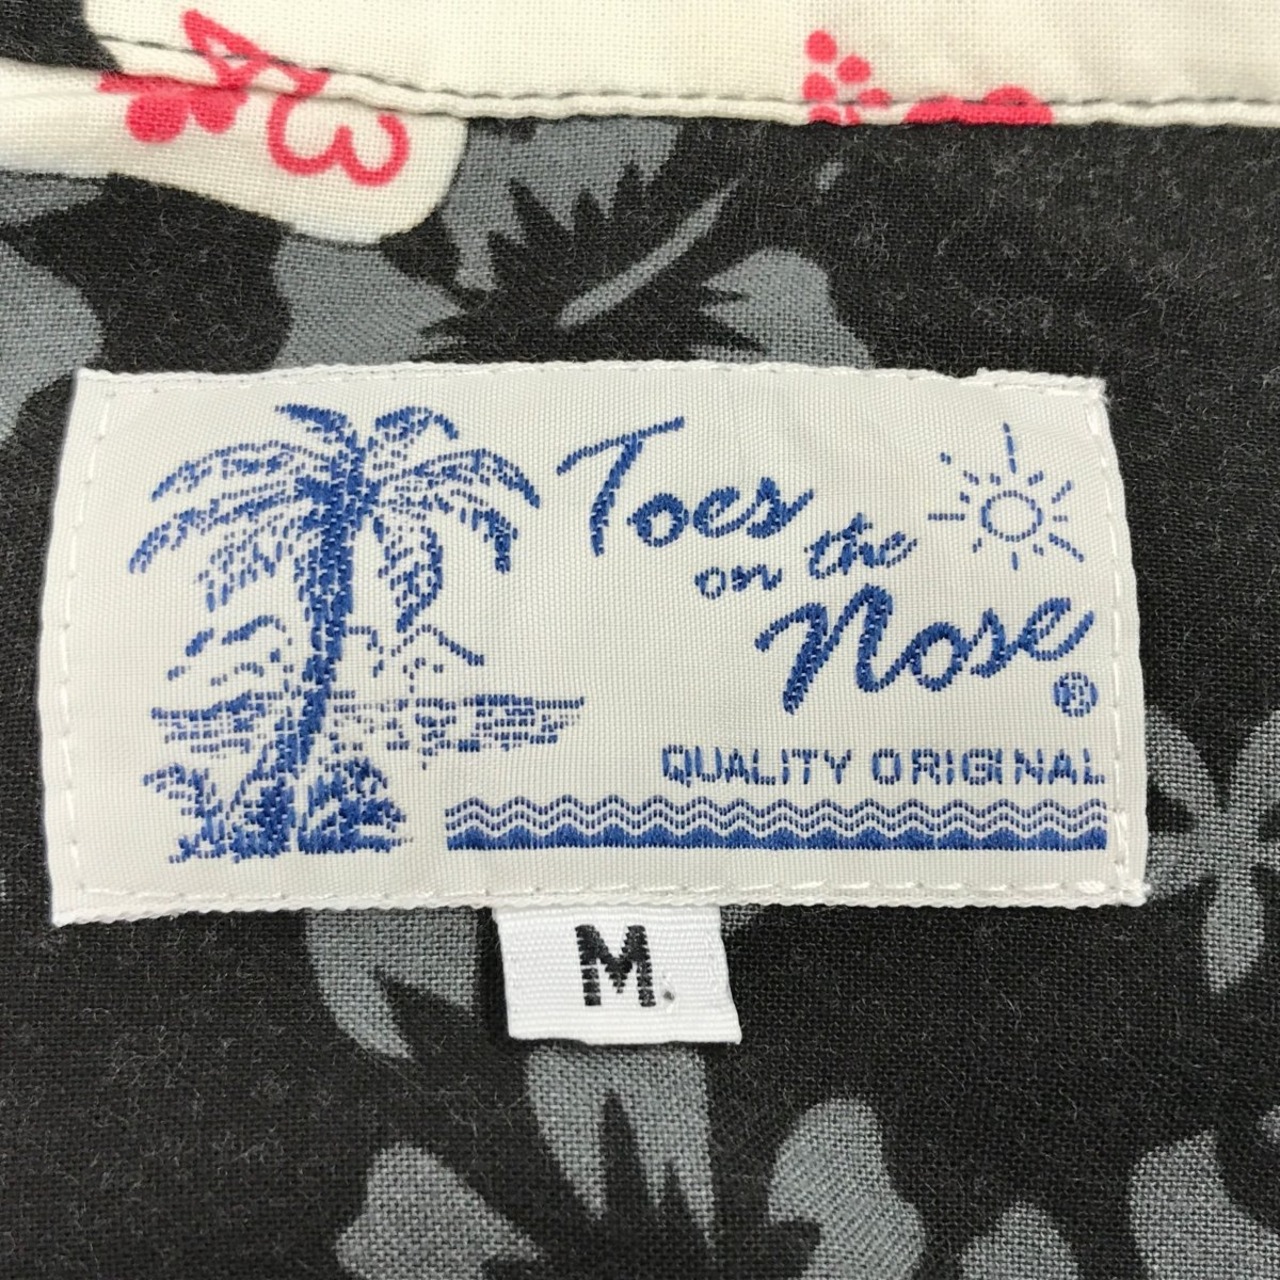 Toes
on the
Nose
®
QUALITY ORIGINAL
M